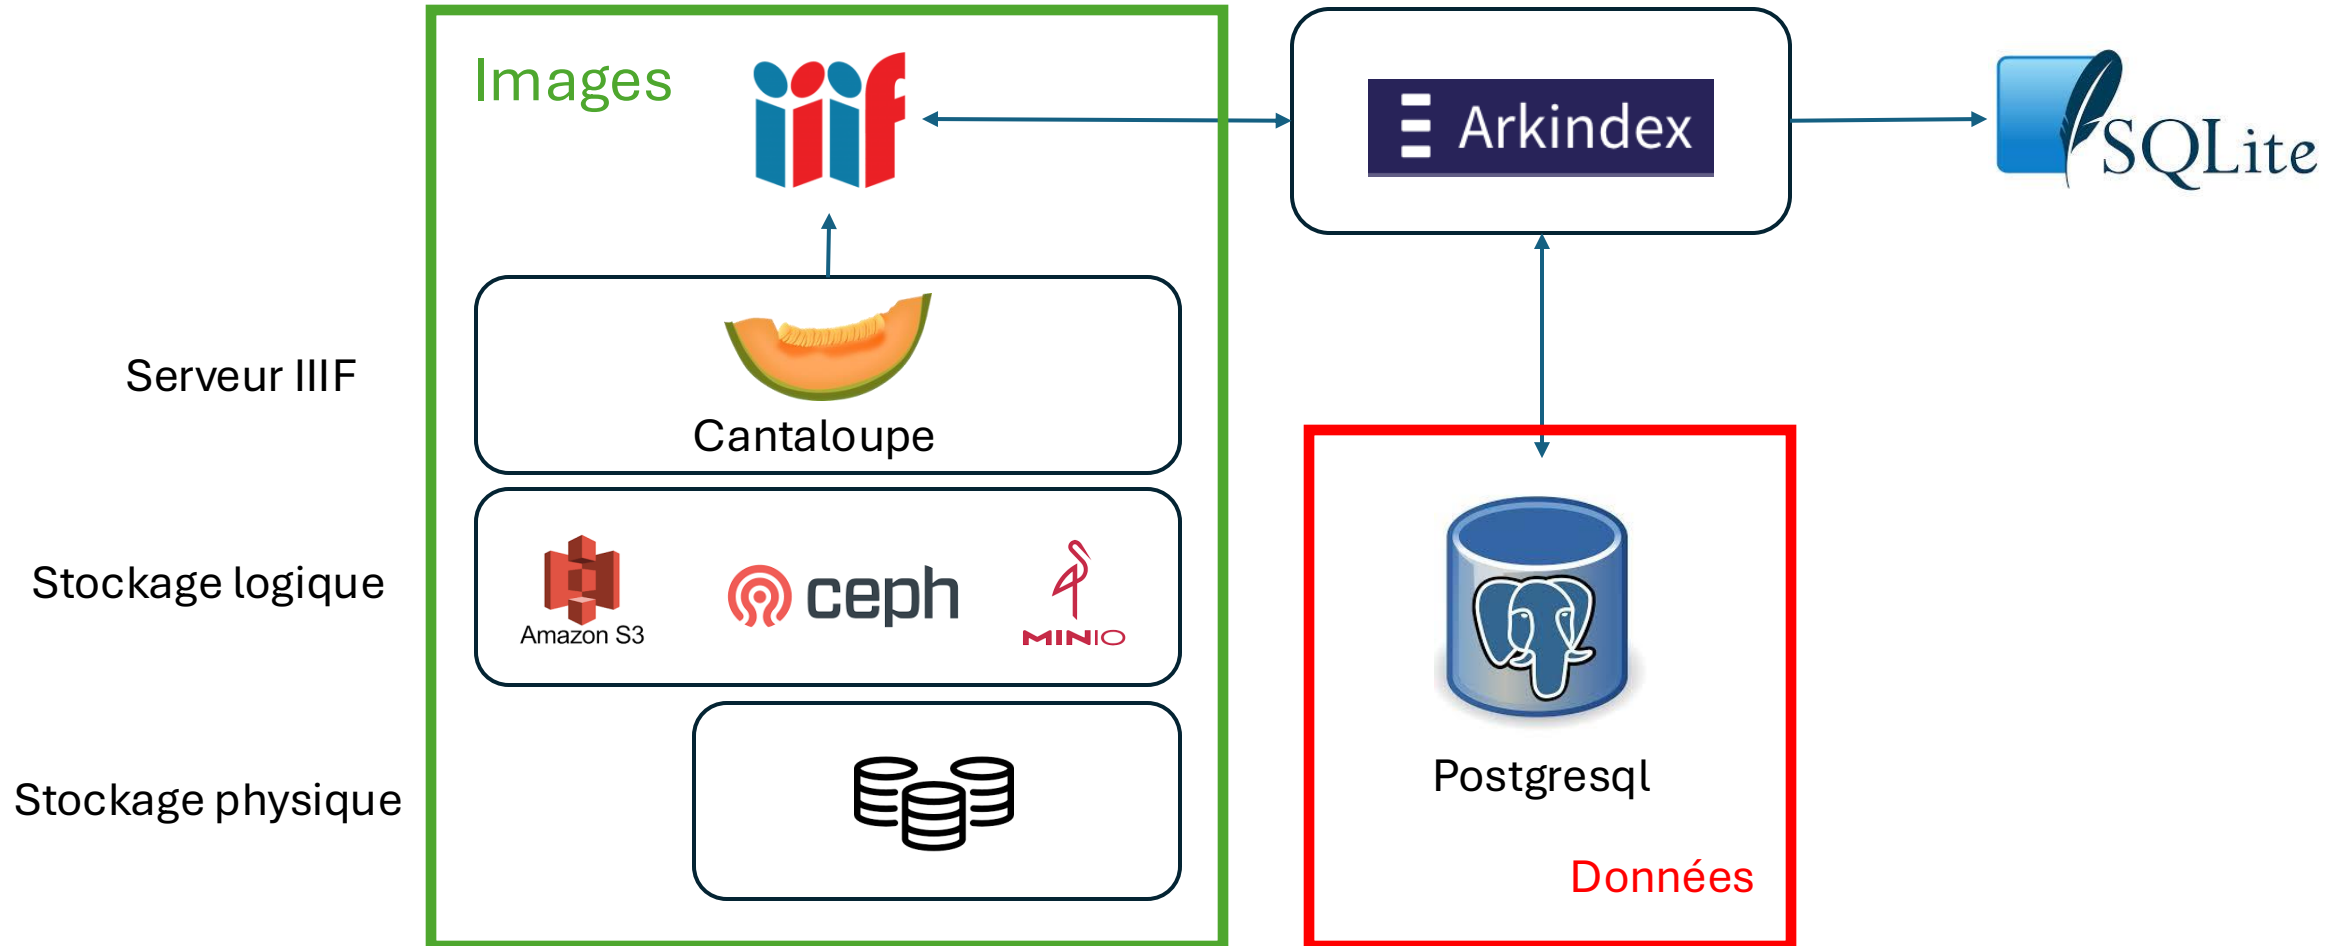 Images
iiif
Arkindex
SQLite
Serveur IIIF
Cantaloupe
Stockage logique
Amazon S3
ceph
MINIO
Stockage physique
Postgresql
Données